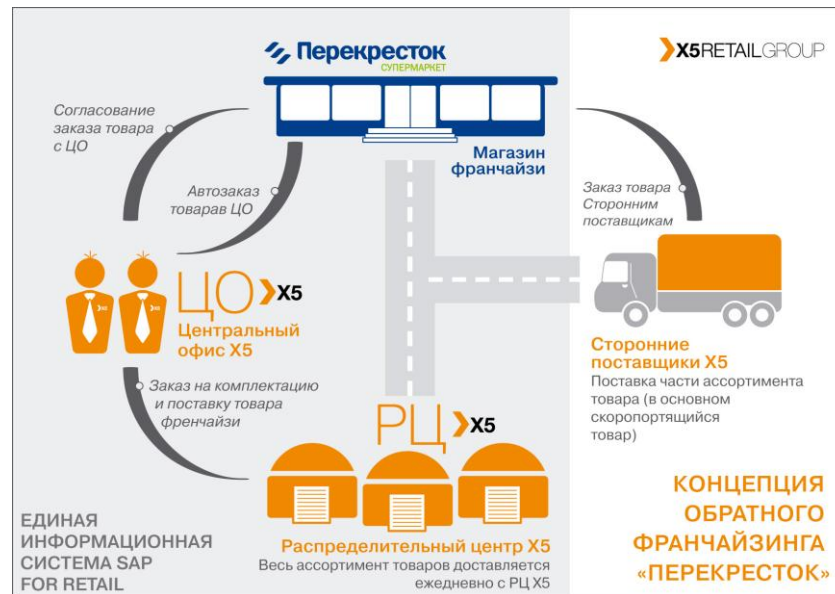 Перекресток
СУПЕРМАРКЕТ
X5RETAILGROUP
Согласование
заказа товара
с ЦО
Магазин
франчайзи
Автозаказ
товарав ЦО
Заказ товара
Сторонним
поставщикам
ЦО X5
Центральный
офис X5
Сторонние
поставщики X5
Поставка части ассортимента
товара (в основном
скоропортящийся
товар)
Заказ на комплектацию
и поставку товара
френчайзи
РЦ X5
Распределительный центр X5
Весь ассортимент товаров доставляется
ежедневно с РЦ X5
ЕДИНАЯ
ИНФОРМАЦИОННАЯ
СИСТЕМА SAP
FOR RETAIL
КОНЦЕПЦИЯ
ОБРАТНОГО
ФРАНЧАЙЗИНГА
«ПЕРЕКРЕСТОК»